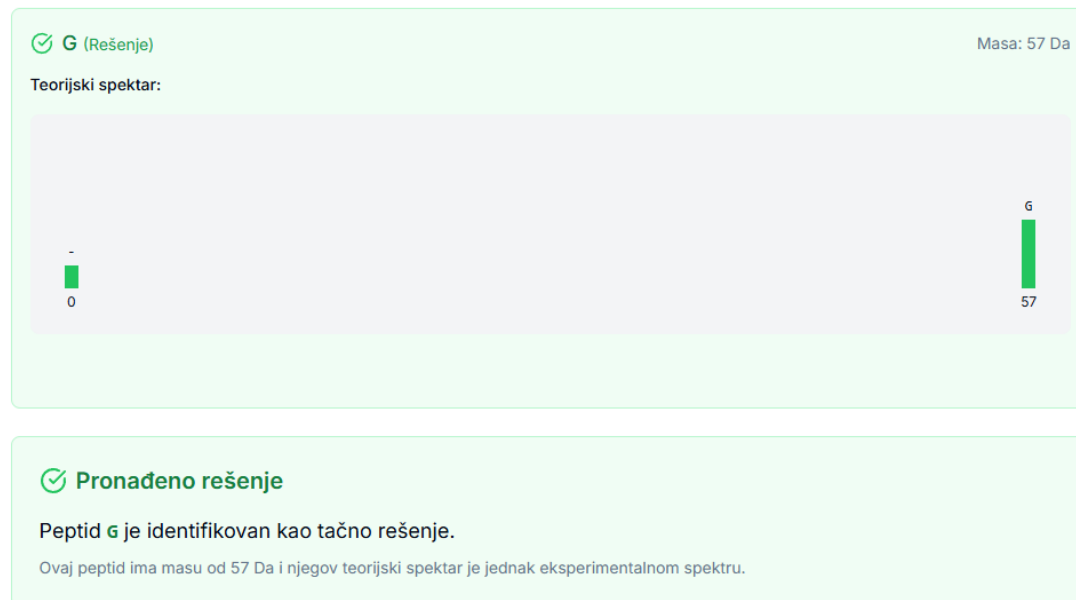 G (Rešenje)
Masa: 57 Da
Teorijski spektar:
G
-
0
57
Pronađeno rešenje
Peptid G je identifikovan kao tačno rešenje.
Ovaj peptid ima masu od 57 Da i njegov teorijski spektar je jednak eksperimentalnom spektru.